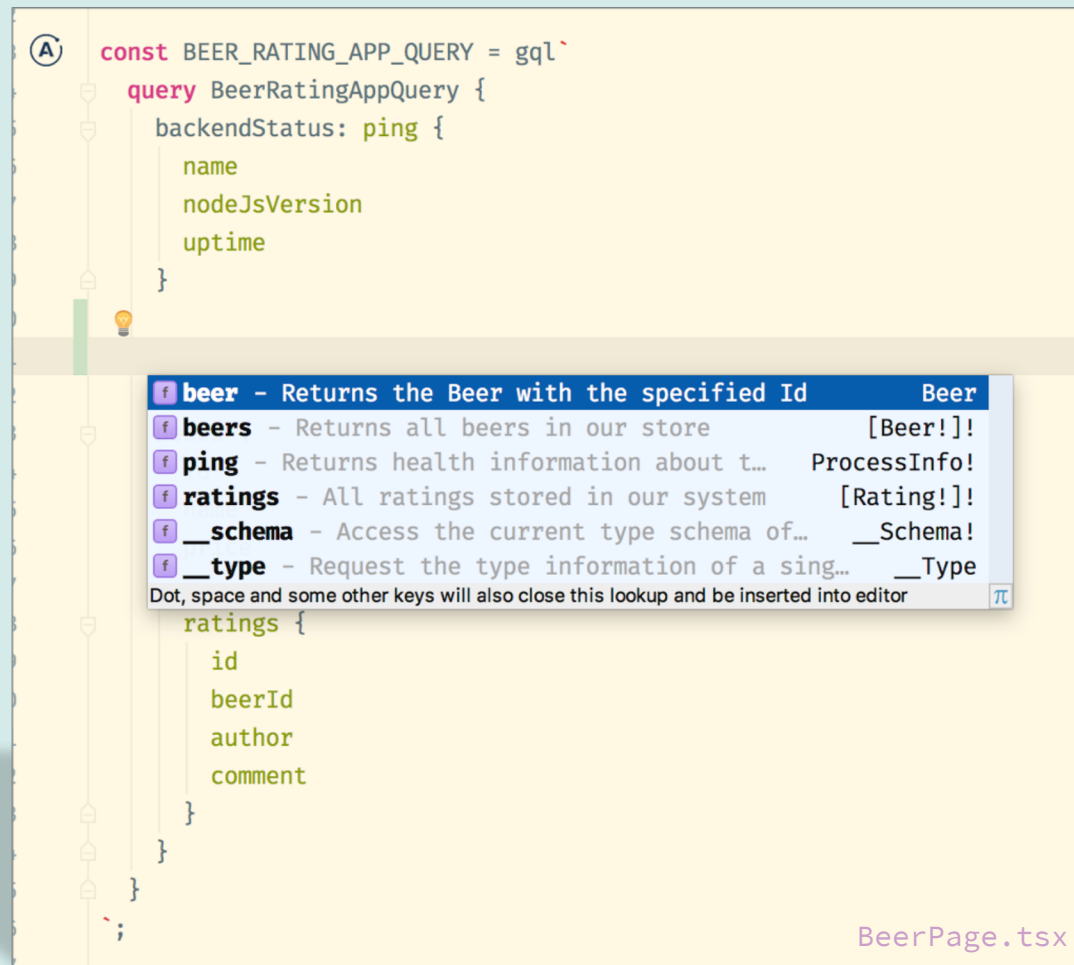 A
const BEER_RATING_APP_QUERY = gql`
query BeerRatingAppQuery {
backendStatus: ping {
name
nodeJsVersion
uptime
}
f beer – Returns the Beer with the specified Id Beer
f beers – Returns all beers in our store [Beer!]!
f ping – Returns health information about t… ProcessInfo!
f ratings – All ratings stored in our system [Rating!]!
f __schema – Access the current type schema of… __Schema!
f __type – Request the type information of a sing… __Type
Dot, space and some other keys will also close this lookup and be inserted into editor π
ratings {
id
beerId
author
comment
}
}
}
`;
BeerPage.tsx